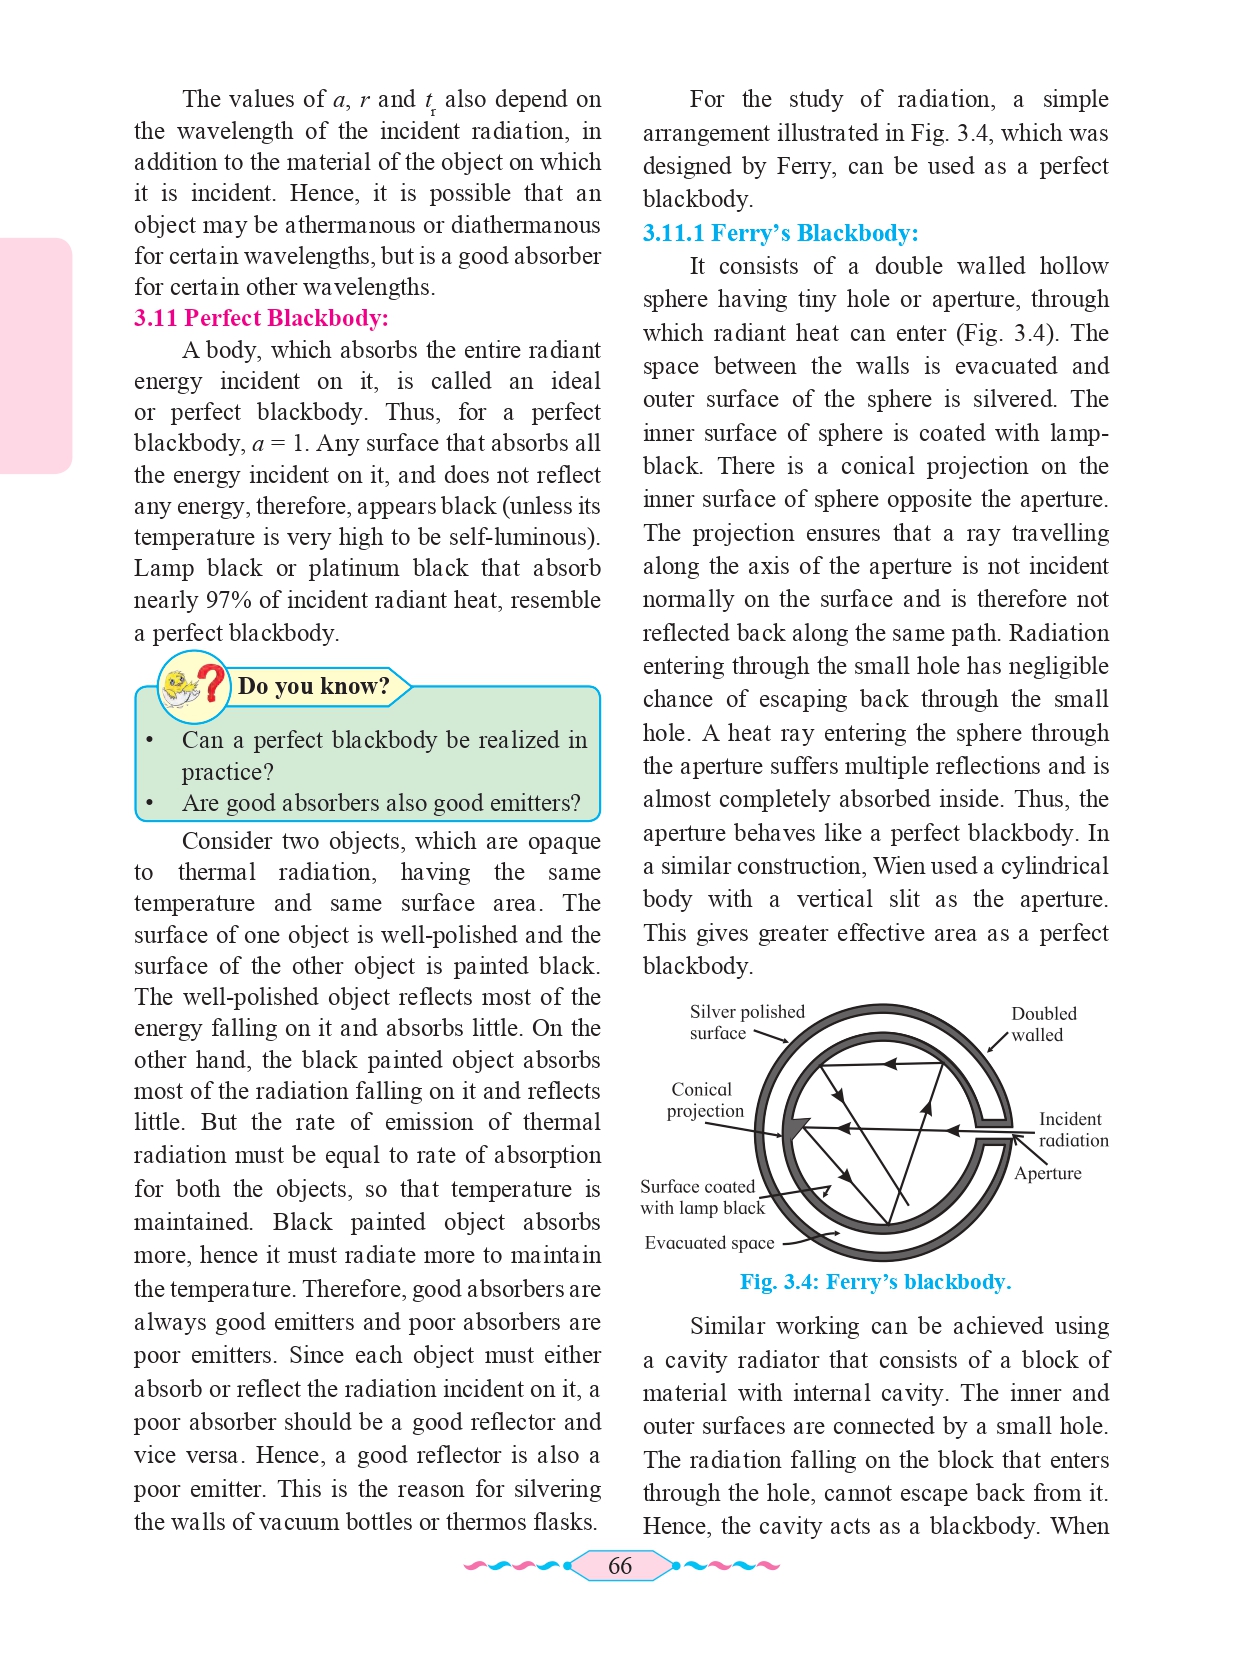 The values of a, r and tr also depend on
the wavelength of the incident radiation, in
addition to the material of the object on which
it is incident. Hence, it is possible that an
object may be athermanous or diathermanous
for certain wavelengths, but is a good absorber
for certain other wavelengths.
3.11 Perfect Blackbody:
A body, which absorbs the entire radiant
energy incident on it, is called an ideal
or perfect blackbody. Thus, for a perfect
blackbody, a = 1. Any surface that absorbs all
the energy incident on it, and does not reflect
any energy, therefore, appears black (unless its
temperature is very high to be self-luminous).
Lamp black or platinum black that absorb
nearly 97% of incident radiant heat, resemble
a perfect blackbody.
Do you know?
• Can a perfect blackbody be realized in
practice?
• Are good absorbers also good emitters?
Consider two objects, which are opaque
to thermal radiation, having the same
temperature and same surface area. The
surface of one object is well-polished and the
surface of the other object is painted black.
The well-polished object reflects most of the
energy falling on it and absorbs little. On the
other hand, the black painted object absorbs
most of the radiation falling on it and reflects
little. But the rate of emission of thermal
radiation must be equal to rate of absorption
for both the objects, so that temperature is
maintained. Black painted object absorbs
more, hence it must radiate more to maintain
the temperature. Therefore, good absorbers are
always good emitters and poor absorbers are
poor emitters. Since each object must either
absorb or reflect the radiation incident on it, a
poor absorber should be a good reflector and
vice versa. Hence, a good reflector is also a
poor emitter. This is the reason for silvering
the walls of vacuum bottles or thermos flasks.
For the study of radiation, a simple
arrangement illustrated in Fig. 3.4, which was
designed by Ferry, can be used as a perfect
blackbody.
3.11.1 Ferry's Blackbody:
It consists of a double walled hollow
sphere having tiny hole or aperture, through
which radiant heat can enter (Fig. 3.4). The
space between the walls is evacuated and
outer surface of the sphere is silvered. The
inner surface of sphere is coated with lamp-
black. There is a conical projection on the
inner surface of sphere opposite the aperture.
The projection ensures that a ray travelling
along the axis of the aperture is not incident
normally on the surface and is therefore not
reflected back along the same path. Radiation
entering through the small hole has negligible
chance of escaping back through the small
hole. A heat ray entering the sphere through
the aperture suffers multiple reflections and is
almost completely absorbed inside. Thus, the
aperture behaves like a perfect blackbody. In
a similar construction, Wien used a cylindrical
body with a vertical slit as the aperture.
This gives greater effective area as a perfect
blackbody.
Silver polished
surface
Doubled
walled
Conical
projection
Incident
radiation
Aperture
Surface coated
with lamp black
Evacuated space
Fig. 3.4: Ferry's blackbody.
Similar working can be achieved using
a cavity radiator that consists of a block of
material with internal cavity. The inner and
outer surfaces are connected by a small hole.
The radiation falling on the block that enters
through the hole, cannot escape back from it.
Hence, the cavity acts as a blackbody. When
66